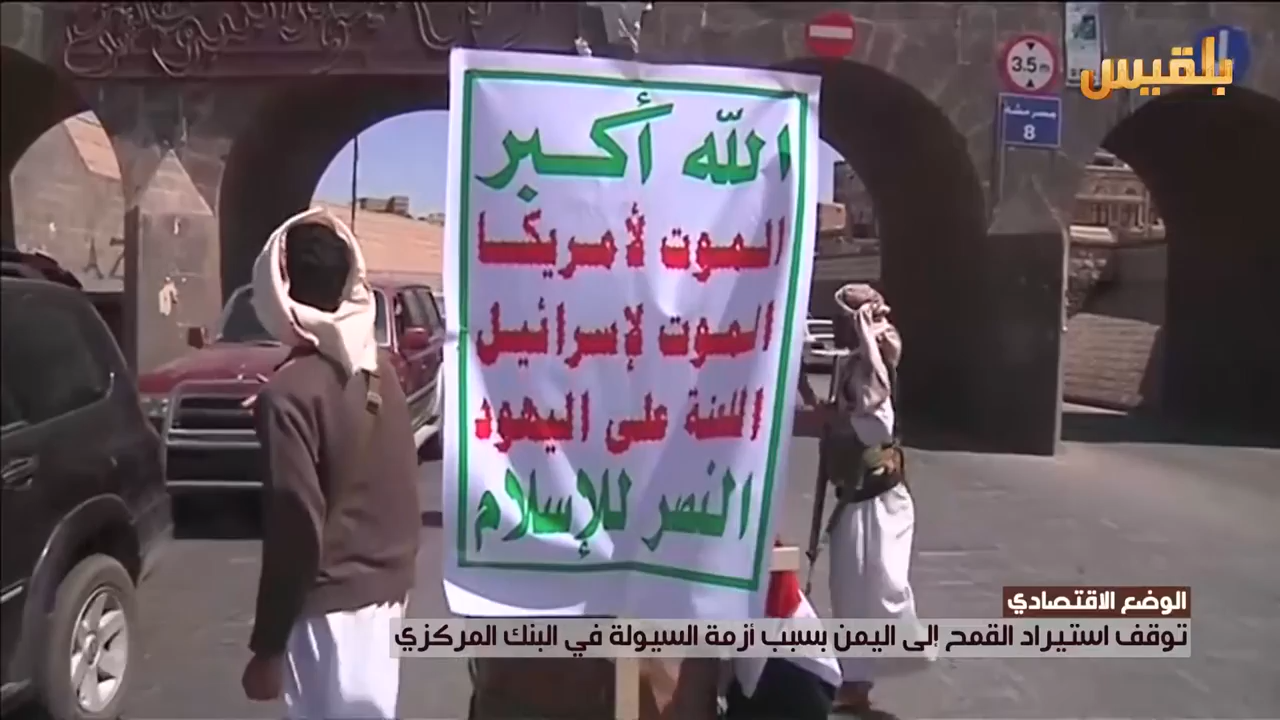 3.5m
بلقيس
8
الله أكبر
الموت لأمريكا
الموت لإسرائيل
اللعنة على اليهود
النصر للإسلام
الوضع الاقتصادي
توقف استيراد القمح إلى اليمن بسبب أزمة السيولة في البنك المركزي